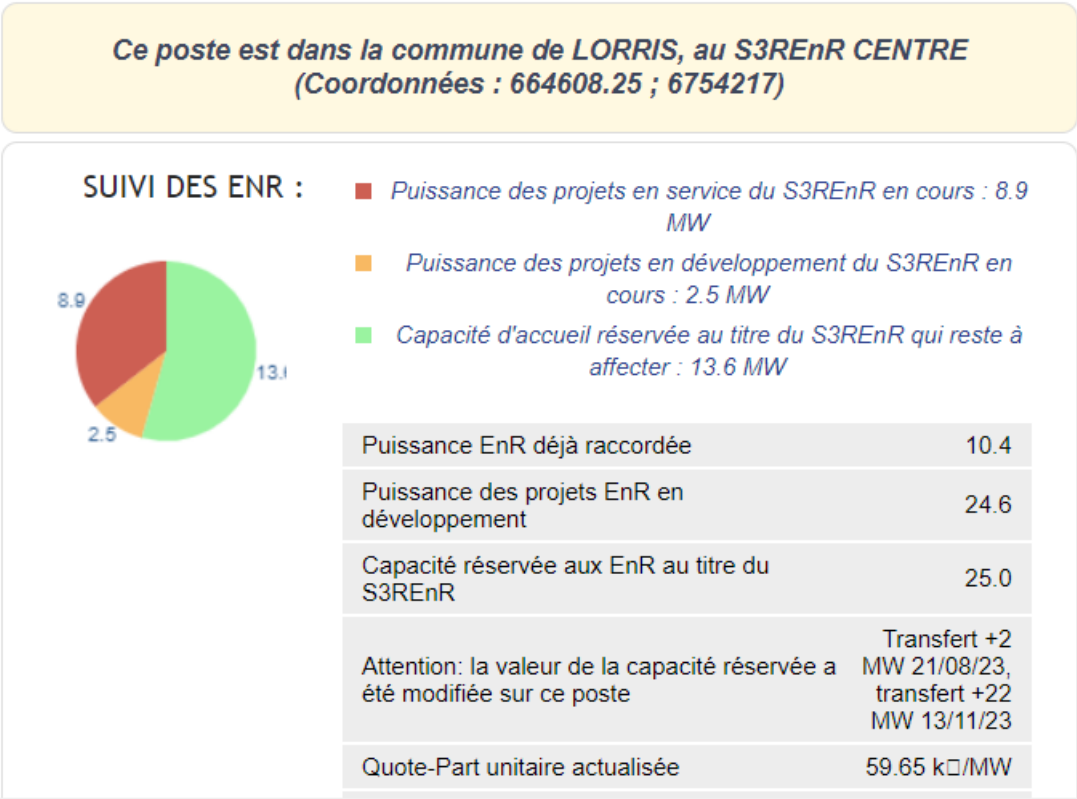 Ce poste est dans la commune de LORRIS, au S3REnR CENTRE
(Coordonnées : 664608.25 ; 6754217)
SUIVI DES ENR :
Puissance des projets en service du S3REnR en cours : 8.9
MW
Puissance des projets en développement du S3REnR en
cours : 2.5 MW
Capacité d'accueil réservée au titre du S3REnR qui reste à
affecter : 13.6 MW
8.9
13.
2.5
Puissance EnR déjà raccordée 10.4
Puissance des projets EnR en
développement 24.6
Capacité réservée aux EnR au titre du
S3REnR 25.0
Attention: la valeur de la capacité réservée a
été modifiée sur ce poste
Transfert +2
MW 21/08/23,
transfert +22
MW 13/11/23
Quote-Part unitaire actualisée 59.65 k□/MW